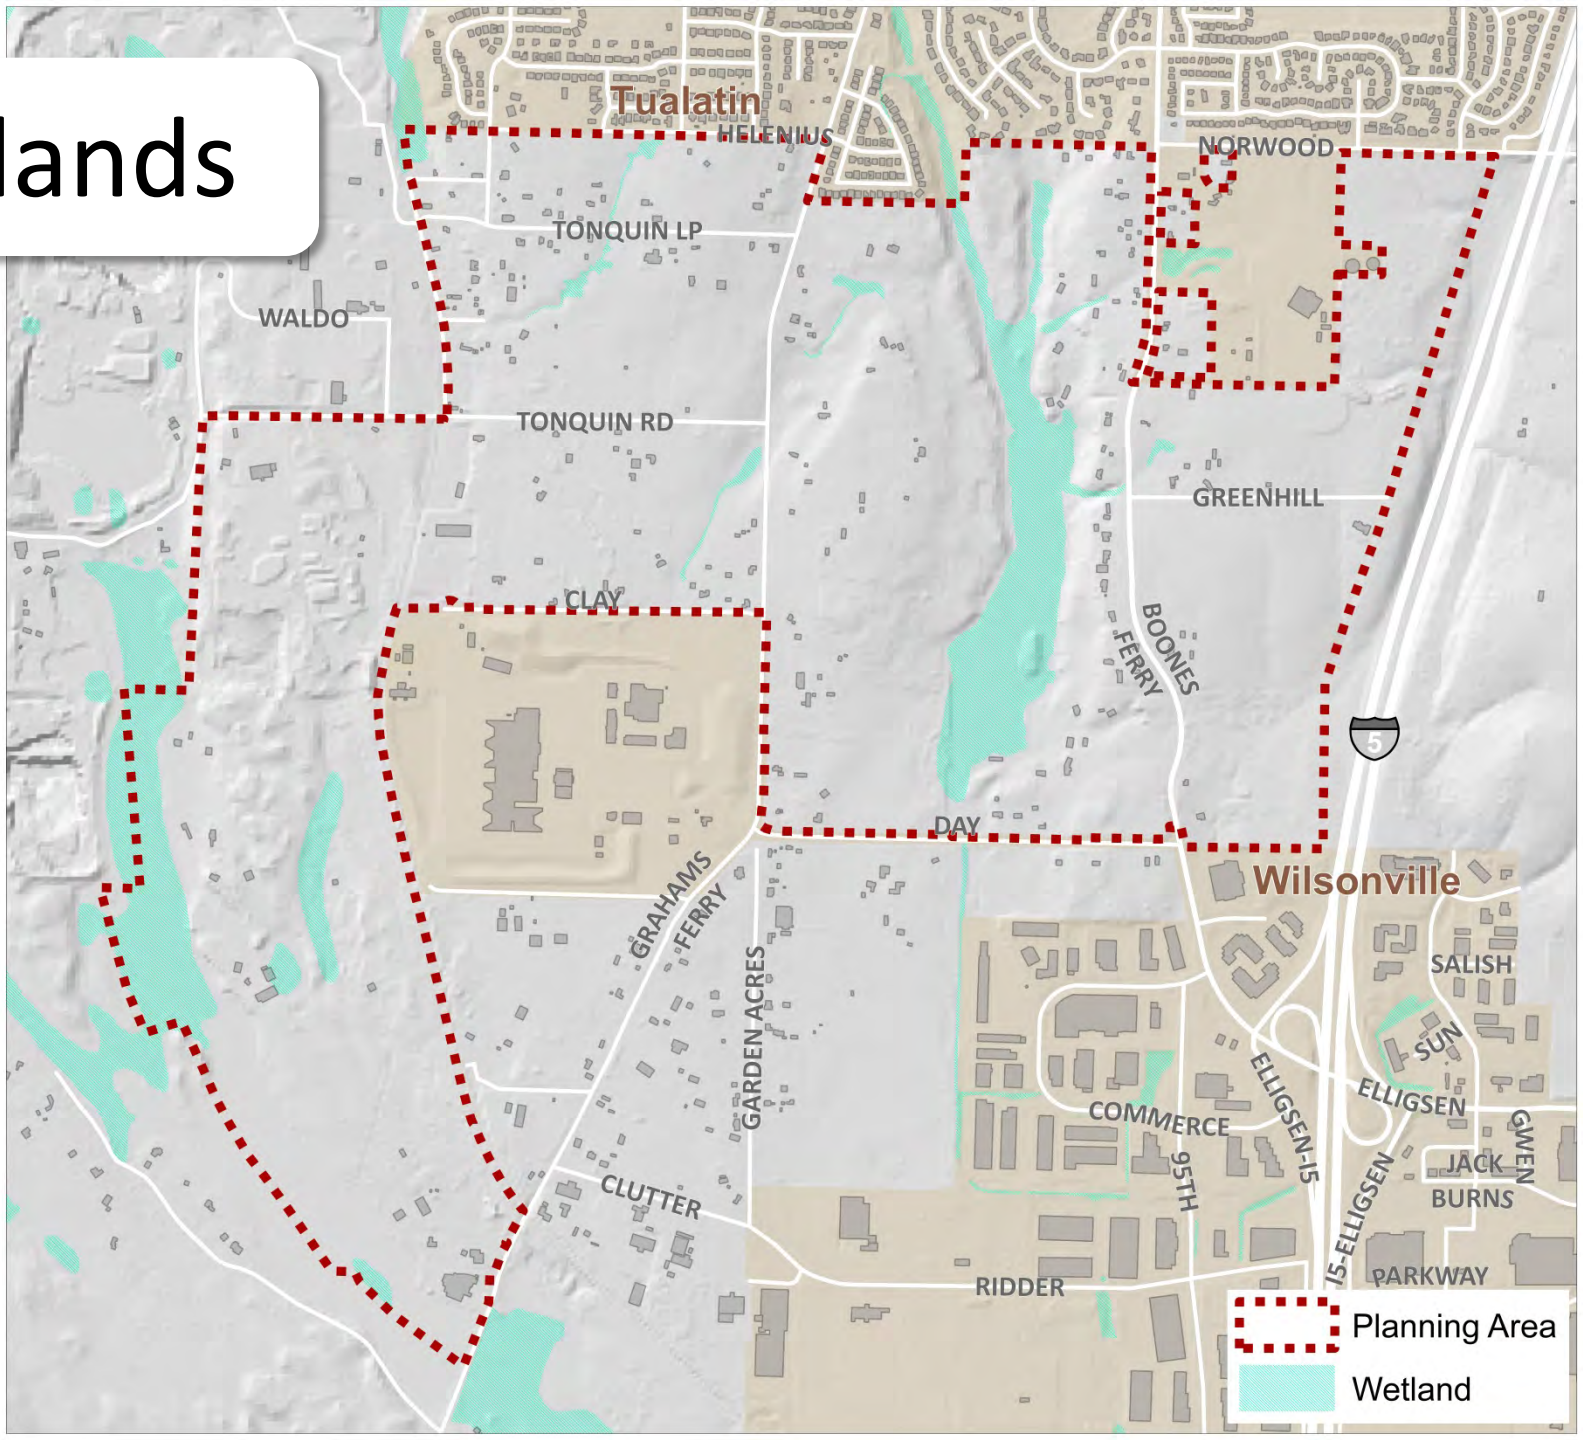 lands
Tualatin
HELENIUS
NORWOOD
TONQUIN LP
WALDO
TONQUIN RD
GREENHILL
CLAY
BOONES
FERRY
5
DAY
Wilsonville
GRAHAMS
FERRY
GARDEN ACRES
SALISH
SUN
ELLIGSEN
ELLIGSEN-I5
COMMERCE
GWEN
95TH
JACK
BURNS
CLUTTER
I5-ELLIGSEN
RIDDER
PARKWAY
Planning Area
Wetland